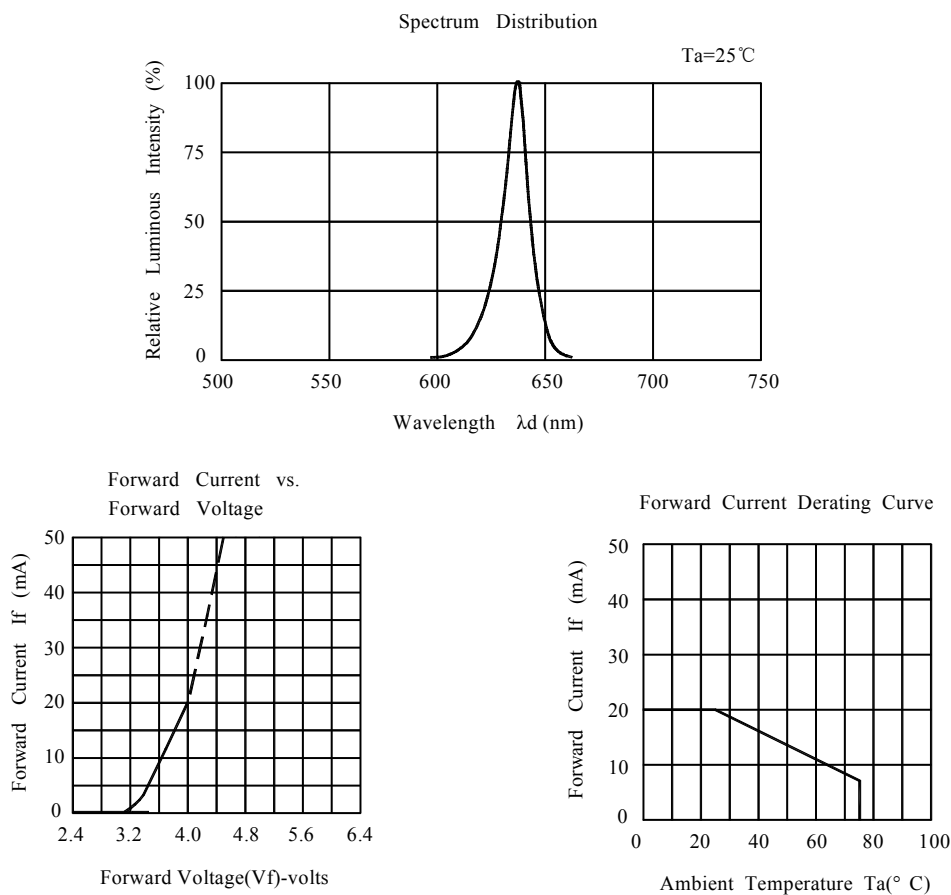 Spectrum Distribution
Ta=25℃
Relative Luminous Intensity (%)
100
75
50
25
0
500 550 600 650 700 750
Wavelength λd (nm)
Forward Current vs.
Forward Voltage
Forward Current If (mA)
50
40
30
20
10
0
2.4 3.2 4.0 4.8 5.6 6.4
Forward Voltage(Vf)-volts
Forward Current Derating Curve
Forward Current If (mA)
50
40
30
20
10
0
0 20 40 60 80 100
Ambient Temperature Ta(° C)